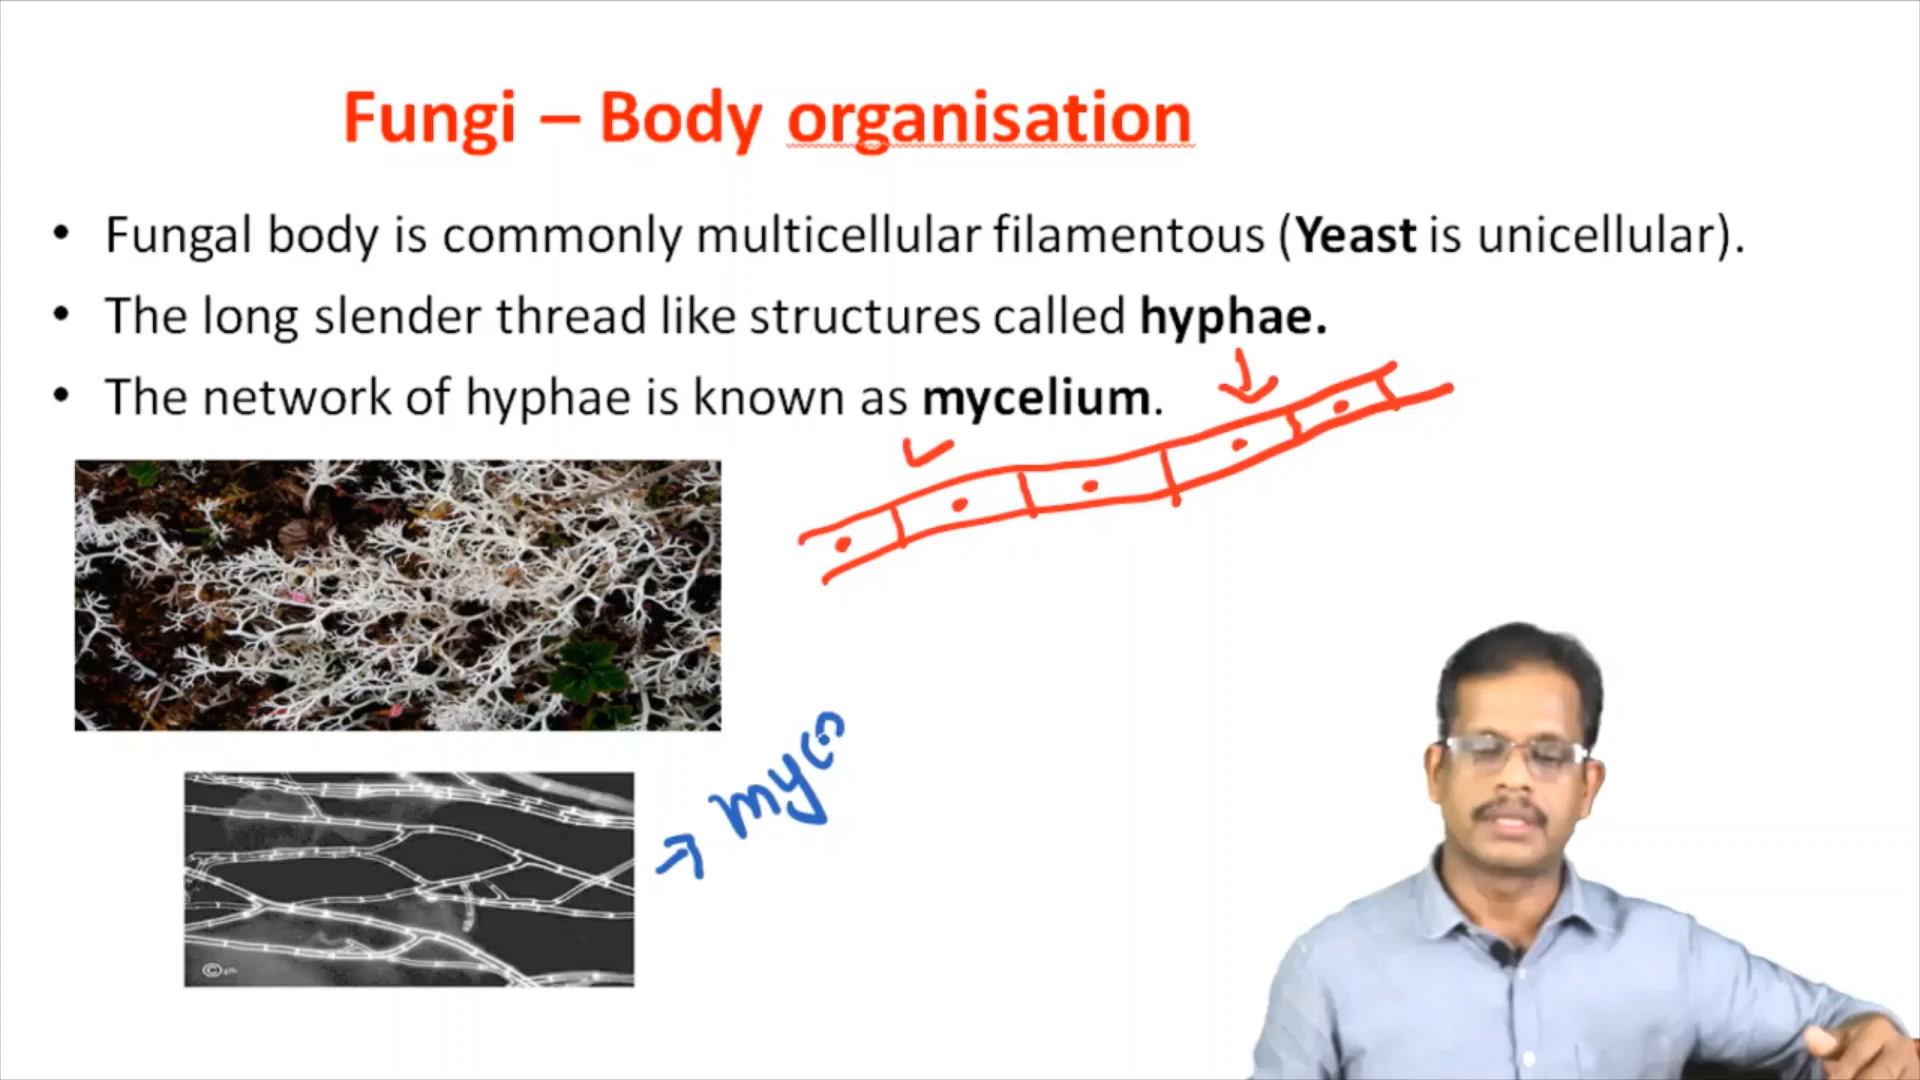 Fungi – Body organisation
• Fungal body is commonly multicellular filamentous (Yeast is unicellular).
• The long slender thread like structures called hyphae.
• The network of hyphae is known as mycelium.
→ myc
©